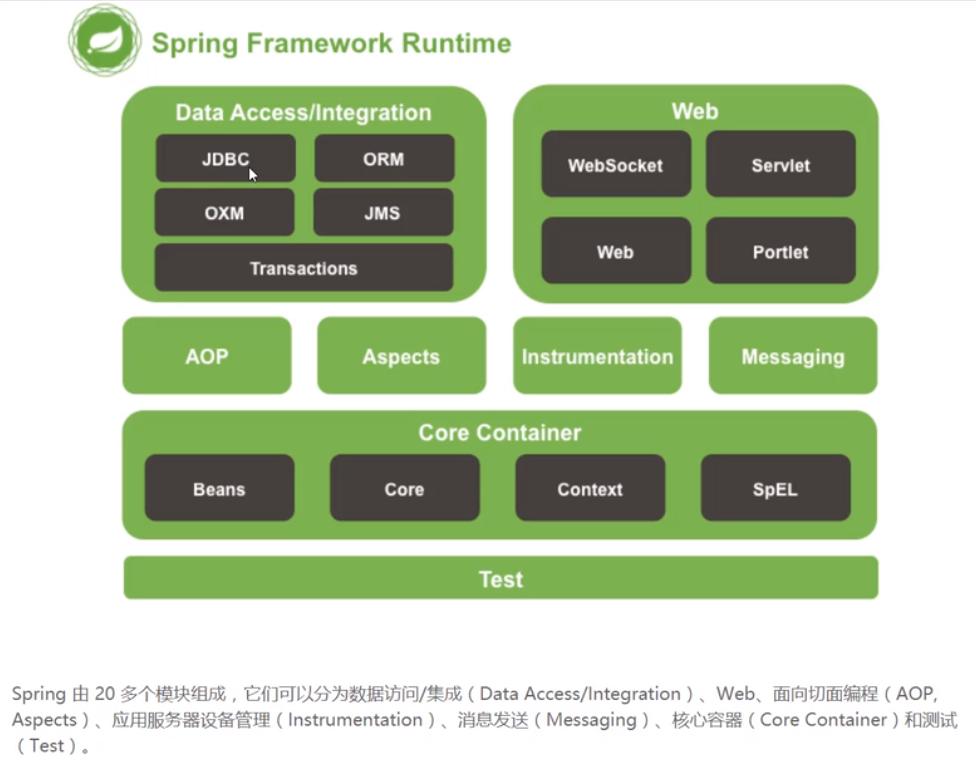 Spring Framework Runtime
Data Access/Integration
JDBC
ORM
OXM
JMS
Transactions
Web
WebSocket
Servlet
Web
Portlet
AOP
Aspects
Instrumentation
Messaging
Core Container
Beans
Core
Context
SpEL
Test
Spring 由 20 多个模块组成，它们可以分为数据访问/集成（Data Access/Integration）、Web、面向切面编程（AOP,
Aspects）、应用服务器设备管理（Instrumentation）、消息发送（Messaging）、核心容器（Core Container）和测试
（Test）。